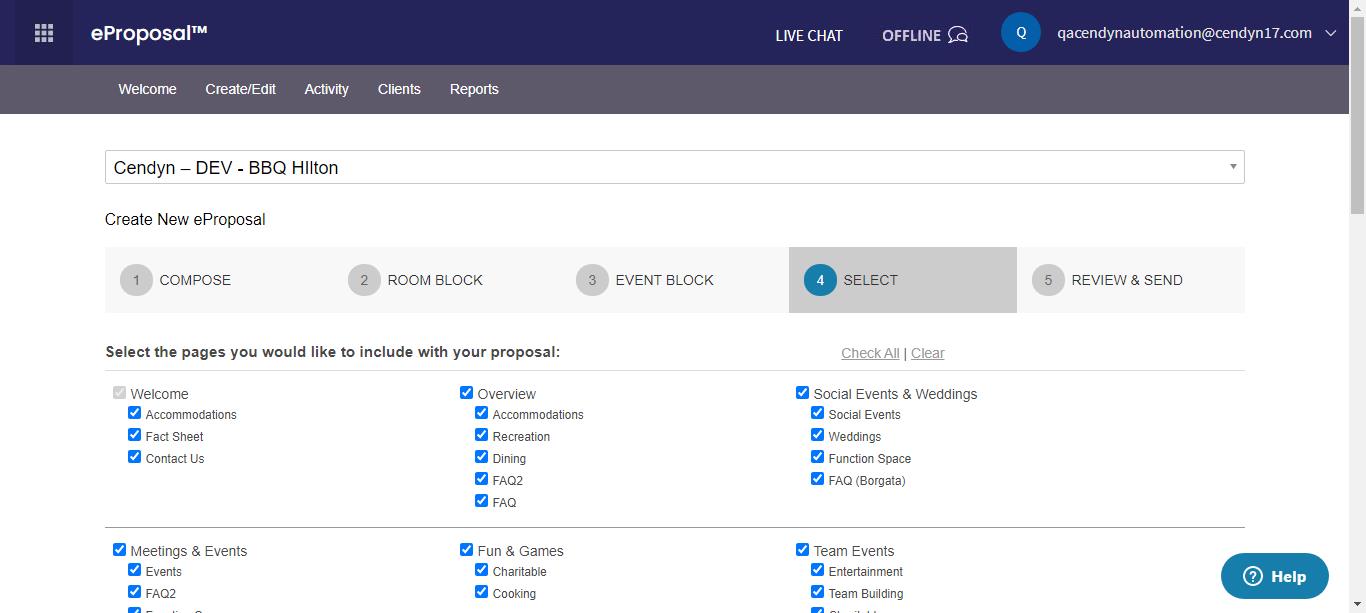 eProposal™
LIVE CHAT
OFFLINE
Q
qacendynautomation@cendyn17.com
Welcome
Create/Edit
Activity
Clients
Reports
Cendyn – DEV - BBQ HIlton
Create New eProposal
1 COMPOSE
2 ROOM BLOCK
3 EVENT BLOCK
4 SELECT
5 REVIEW & SEND
Select the pages you would like to include with your proposal:
Check All | Clear
Welcome
Accommodations
Fact Sheet
Contact Us
Overview
Accommodations
Recreation
Dining
FAQ2
FAQ
Social Events & Weddings
Social Events
Weddings
Function Space
FAQ (Borgata)
Meetings & Events
Events
FAQ2
Fun & Games
Charitable
Cooking
Team Events
Entertainment
Team Building
Help